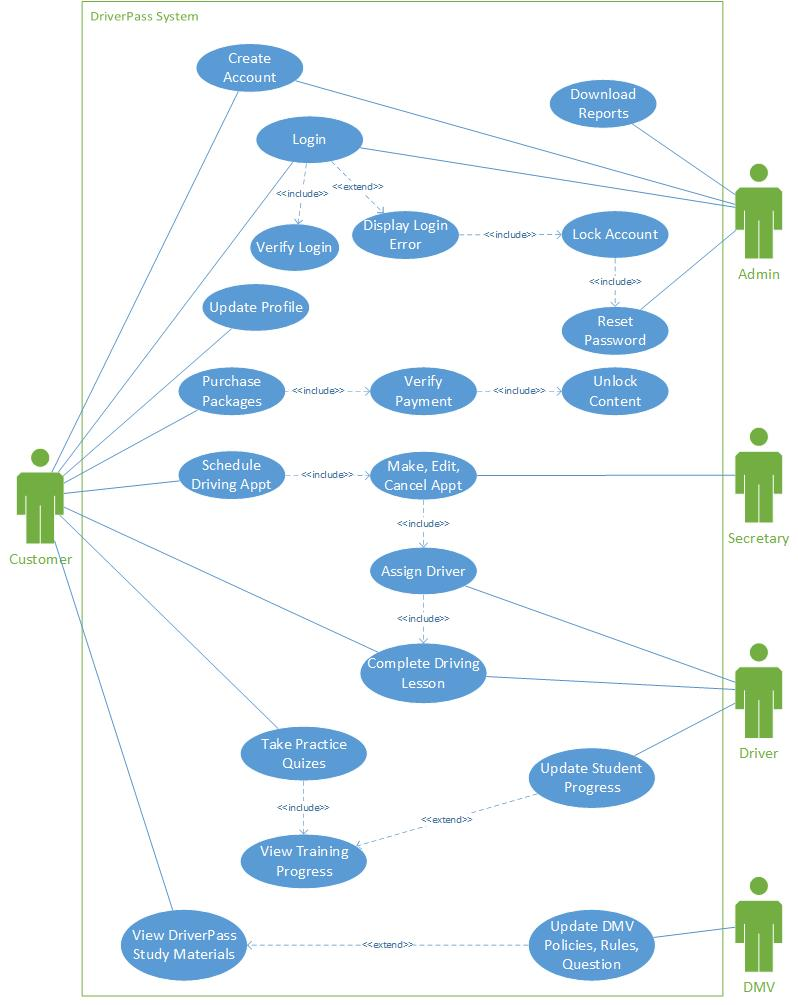 DriverPass System
Create
Account
Download
Reports
Login
<<include>>
<<extend>>
Verify Login
Display Login
Error
<<include>>
Lock Account
Admin
<<include>>
Update Profile
Reset
Password
Purchase
Packages
<<include>>
Verify
Payment
<<include>>
Unlock
Content
Schedule
Driving Appt
<<include>>
Make, Edit,
Cancel Appt
Customer
Secretary
<<include>>
Assign Driver
<<include>>
Complete Driving
Lesson
Take Practice
Quizes
Update Student
Progress
Driver
<<include>>
<<extend>>
View Training
Progress
View DriverPass
Study Materials
<<extend>>
Update DMV
Policies, Rules,
Question
DMV